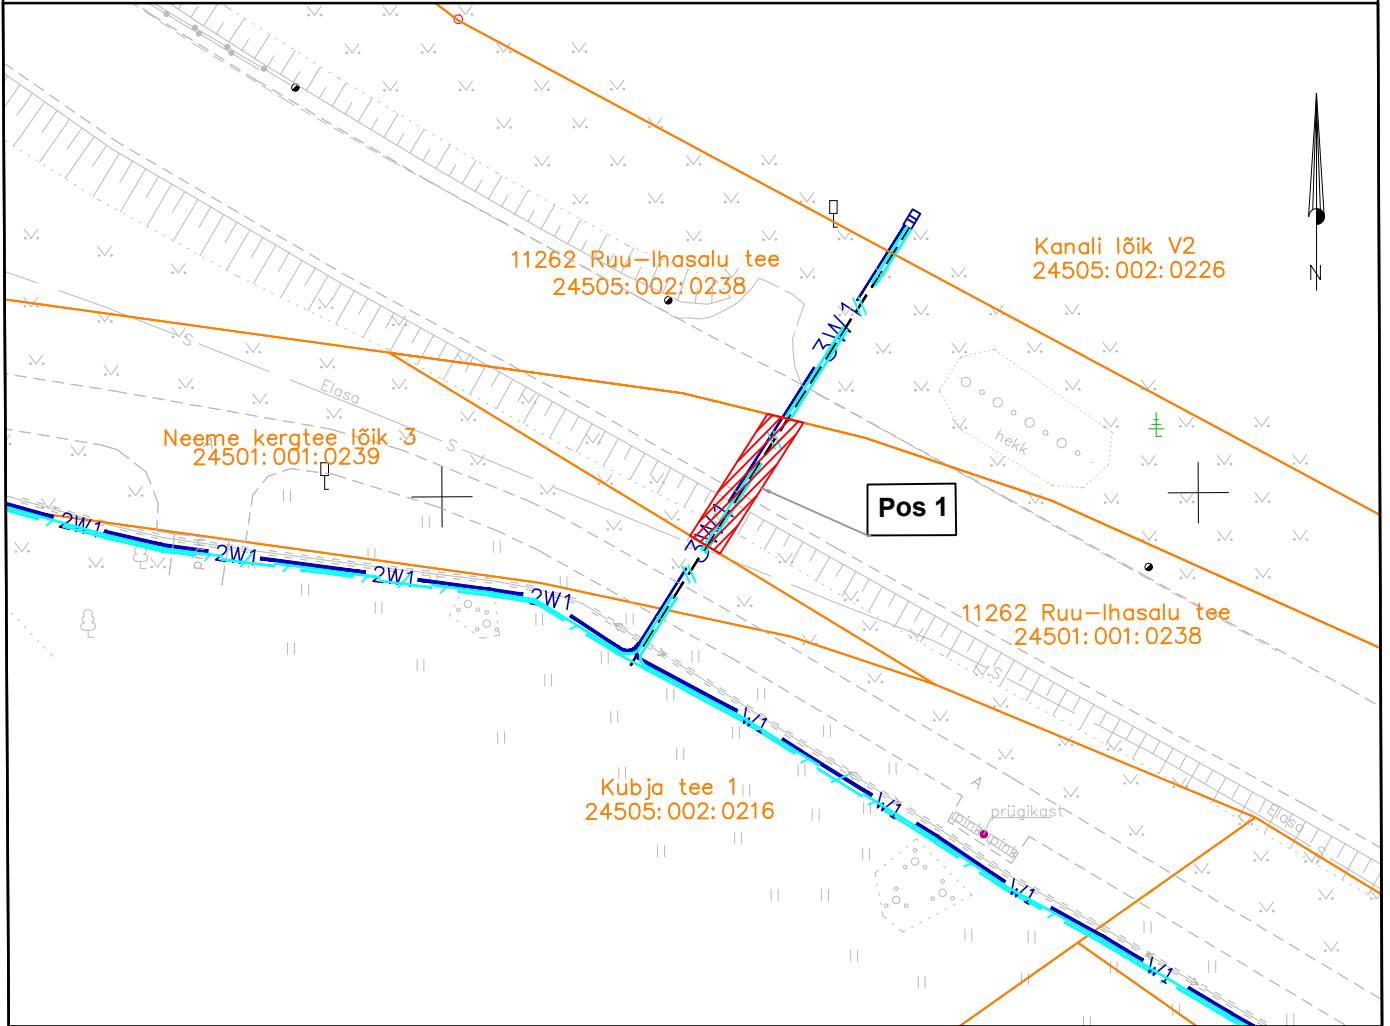 11262 Ruu-Ihasalu tee
24505:002:0238
Kanali lõik V2
24505:002:0226
N
3W1
S
Elasa
S
Neeme kergtee lõik 3
24501:001:0239
hekk
Pos 1
3W1
2W1
2W1
2W1
2W1
11262 Ruu-Ihasalu tee
24501:001:0238
S
W1
Kubja tee 1
24505:002:0216
A
prügikast
pink
pink
Elasa
S
W1
W1
W1